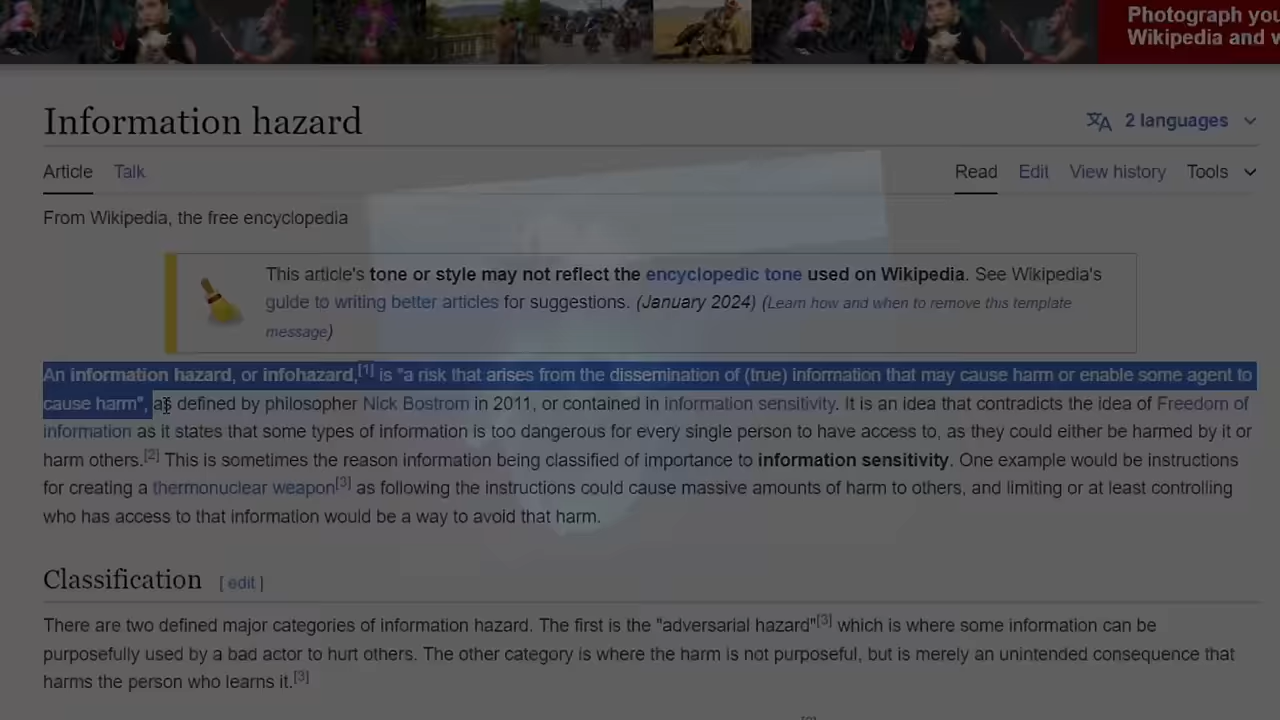 Photograph you
Wikipedia and w
Information hazard
2 languages
Article Talk Read Edit View history Tools
From Wikipedia, the free encyclopedia
This article's tone or style may not reflect the encyclopedic tone used on Wikipedia. See Wikipedia's
guide to writing better articles for suggestions. (January 2024) (Learn how and when to remove this template
message)
An information hazard, or infohazard,[1] is "a risk that arises from the dissemination of (true) information that may cause harm or enable some agent to
cause harm", as defined by philosopher Nick Bostrom in 2011, or contained in information sensitivity. It is an idea that contradicts the idea of Freedom of
information as it states that some types of information is too dangerous for every single person to have access to, as they could either be harmed by it or
harm others.[2] This is sometimes the reason information being classified of importance to information sensitivity. One example would be instructions
for creating a thermonuclear weapon[3] as following the instructions could cause massive amounts of harm to others, and limiting or at least controlling
who has access to that information would be a way to avoid that harm.
Classification [ edit ]
There are two defined major categories of information hazard. The first is the "adversarial hazard"[3] which is where some information can be
purposefully used by a bad actor to hurt others. The other category is where the harm is not purposeful, but is merely an unintended consequence that
harms the person who learns it.[3]